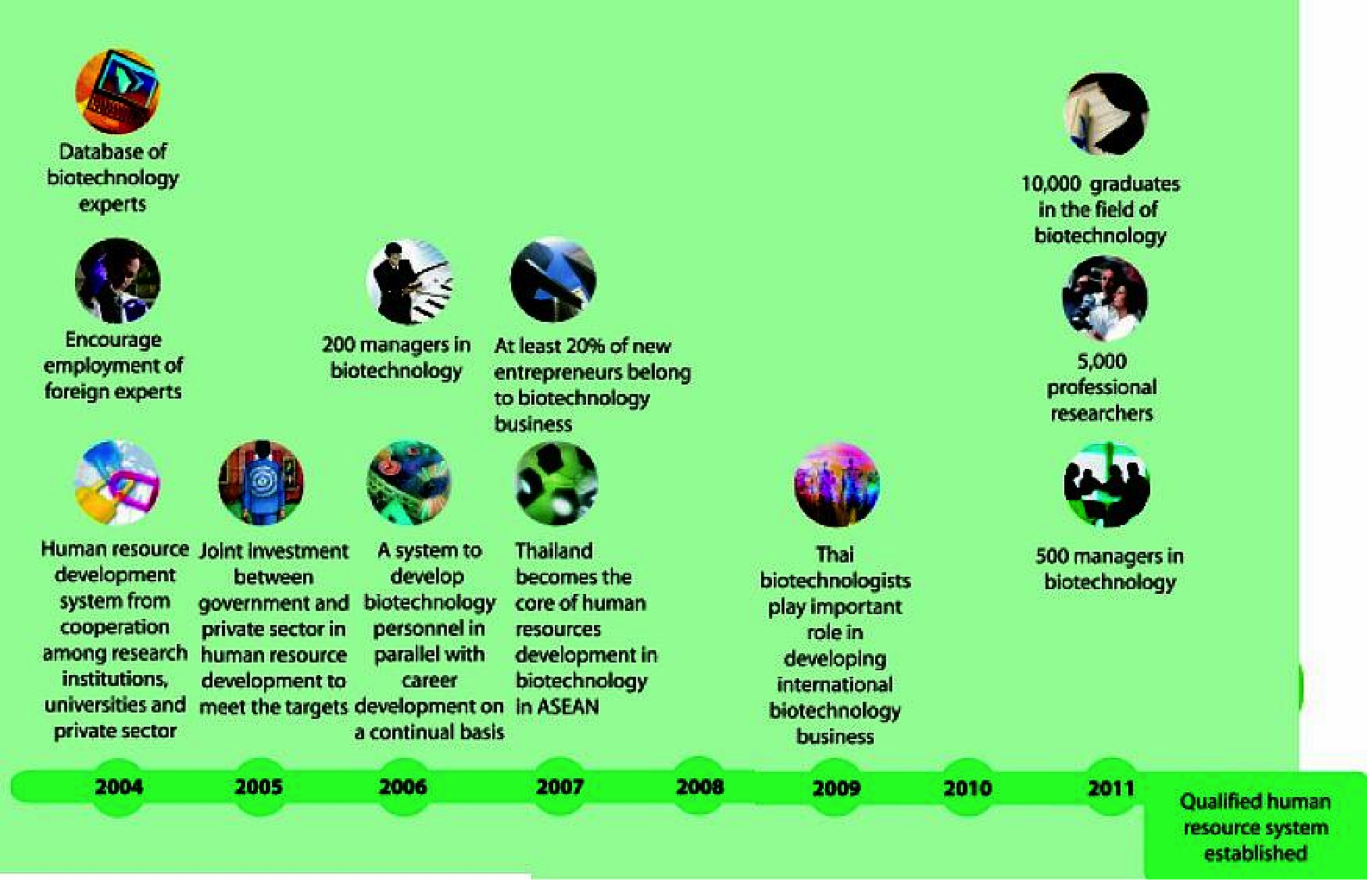 Database of
biotechnology
experts
Encourage
employment of
foreign experts
Human resource
development
system from
cooperation
among research
institutions,
universities and
private sector
Joint investment
between
government and
private sector in
human resource
development to
meet the targets
200 managers in
biotechnology
A system to
develop
biotechnology
personnel in
parallel with
career
development on
a continual basis
At least 20% of new
entrepreneurs belong
to biotechnology
business
Thailand
becomes the
core of human
resources
development in
biotechnology
in ASEAN
Thai
biotechnologists
play important
role in
developing
international
biotechnology
business
10,000 graduates
in the field of
biotechnology
5,000
professional
researchers
500 managers in
biotechnology
2004 2005 2006 2007 2008 2009 2010 2011
Qualified human
resource system
established